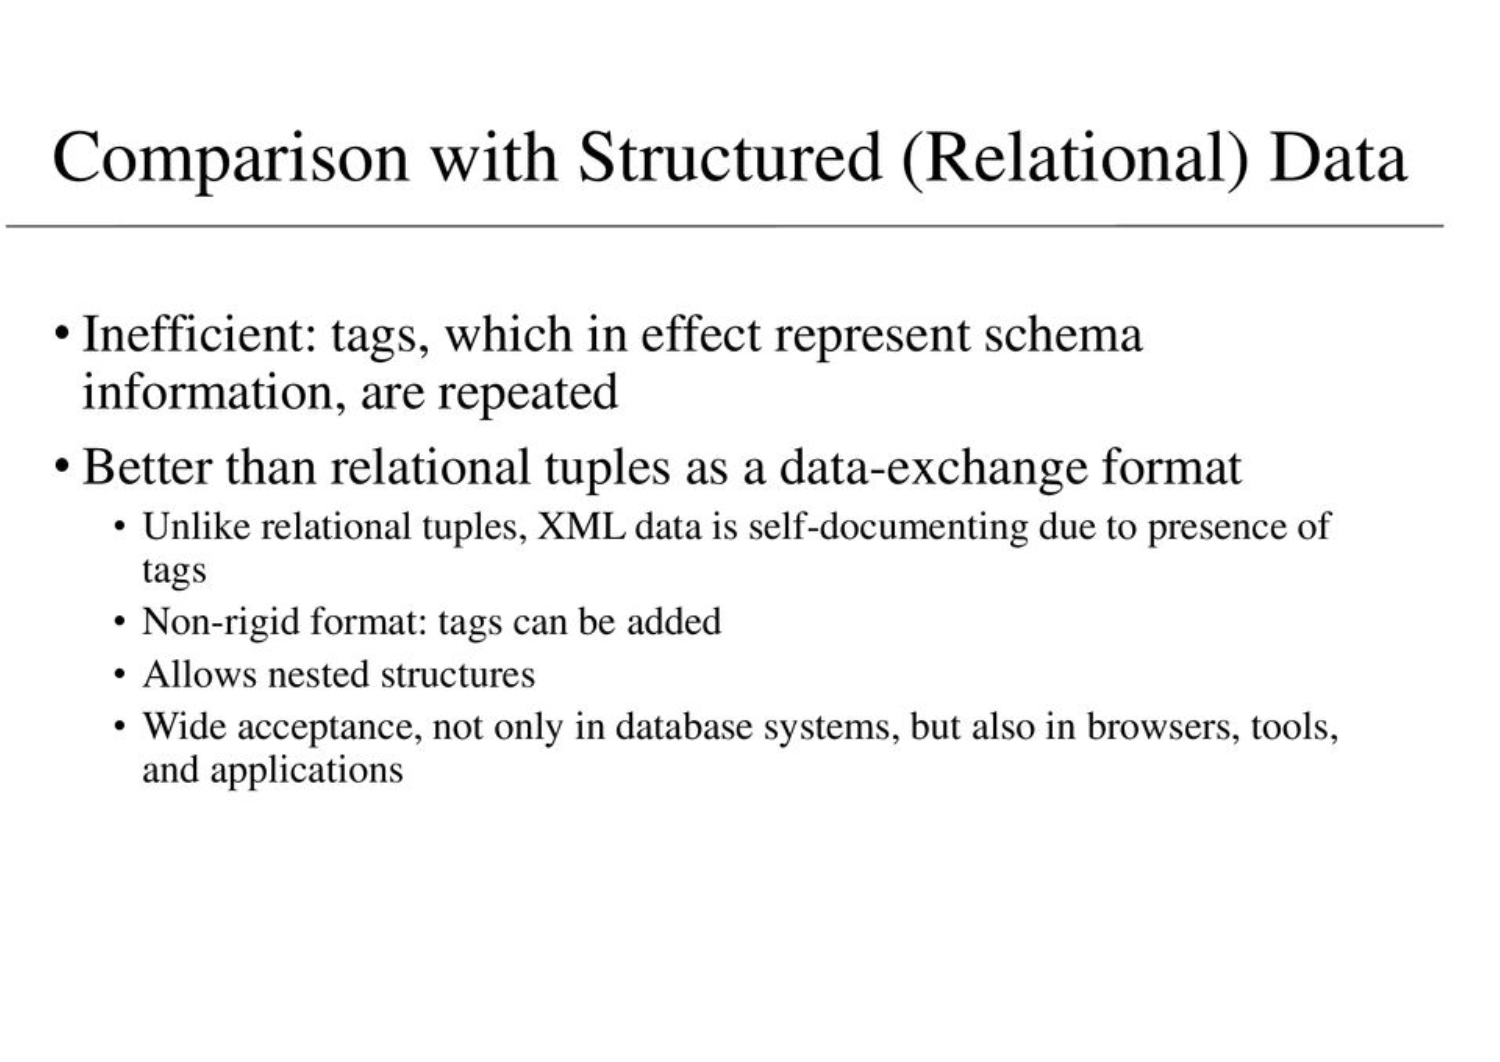 Comparison with Structured (Relational) Data
• Inefficient: tags, which in effect represent schema
information, are repeated
• Better than relational tuples as a data-exchange format
• Unlike relational tuples, XML data is self-documenting due to presence of
tags
• Non-rigid format: tags can be added
• Allows nested structures
• Wide acceptance, not only in database systems, but also in browsers, tools,
and applications